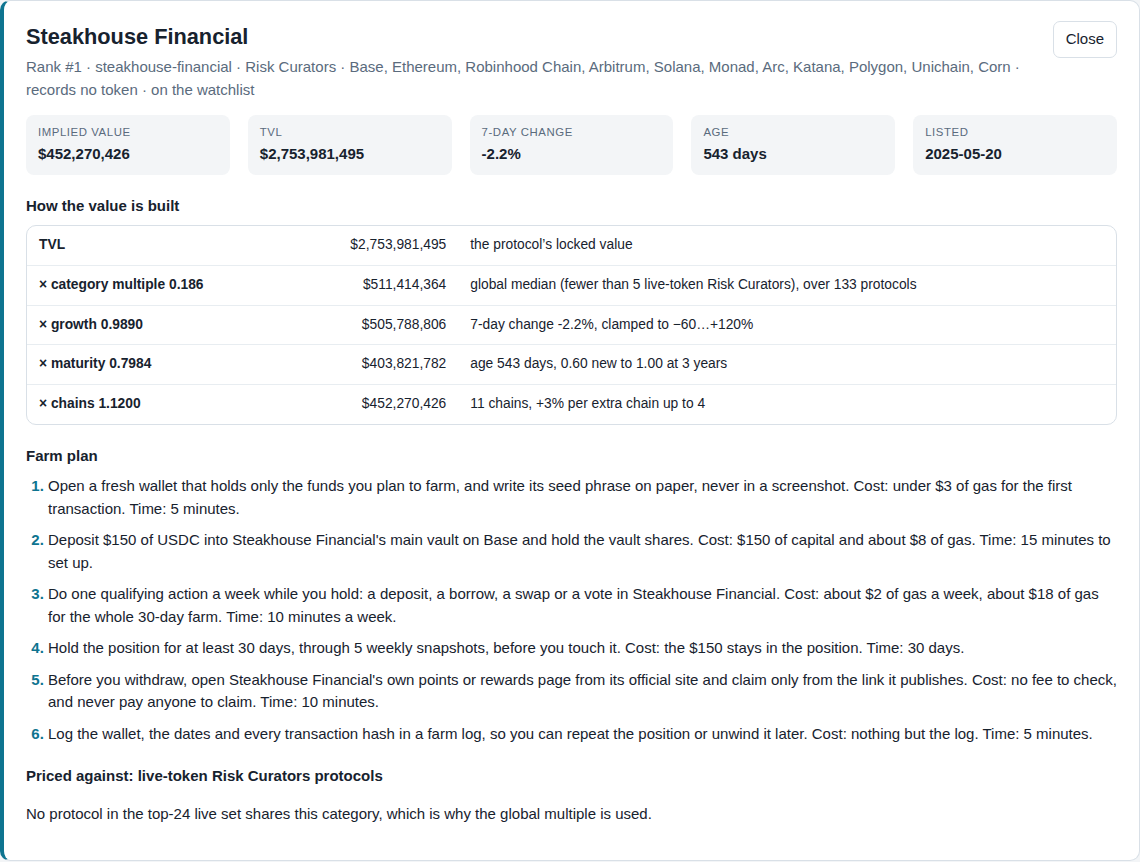 Steakhouse Financial
Close
Rank #1 · steakhouse-financial · Risk Curators · Base, Ethereum, Robinhood Chain, Arbitrum, Solana, Monad, Arc, Katana, Polygon, Unichain, Corn ·
records no token · on the watchlist
IMPLIED VALUE
$452,270,426
TVL
$2,753,981,495
7-DAY CHANGE
-2.2%
AGE
543 days
LISTED
2025-05-20
How the value is built
TVL $2,753,981,495 the protocol’s locked value
× category multiple 0.186 $511,414,364 global median (fewer than 5 live-token Risk Curators), over 133 protocols
× growth 0.9890 $505,788,806 7-day change -2.2%, clamped to −60…+120%
× maturity 0.7984 $403,821,782 age 543 days, 0.60 new to 1.00 at 3 years
× chains 1.1200 $452,270,426 11 chains, +3% per extra chain up to 4
Farm plan
1. Open a fresh wallet that holds only the funds you plan to farm, and write its seed phrase on paper, never in a screenshot. Cost: under $3 of gas for the first
transaction. Time: 5 minutes.
2. Deposit $150 of USDC into Steakhouse Financial's main vault on Base and hold the vault shares. Cost: $150 of capital and about $8 of gas. Time: 15 minutes to
set up.
3. Do one qualifying action a week while you hold: a deposit, a borrow, a swap or a vote in Steakhouse Financial. Cost: about $2 of gas a week, about $18 of gas
for the whole 30-day farm. Time: 10 minutes a week.
4. Hold the position for at least 30 days, through 5 weekly snapshots, before you touch it. Cost: the $150 stays in the position. Time: 30 days.
5. Before you withdraw, open Steakhouse Financial's own points or rewards page from its official site and claim only from the link it publishes. Cost: no fee to check,
and never pay anyone to claim. Time: 10 minutes.
6. Log the wallet, the dates and every transaction hash in a farm log, so you can repeat the position or unwind it later. Cost: nothing but the log. Time: 5 minutes.
Priced against: live-token Risk Curators protocols
No protocol in the top-24 live set shares this category, which is why the global multiple is used.